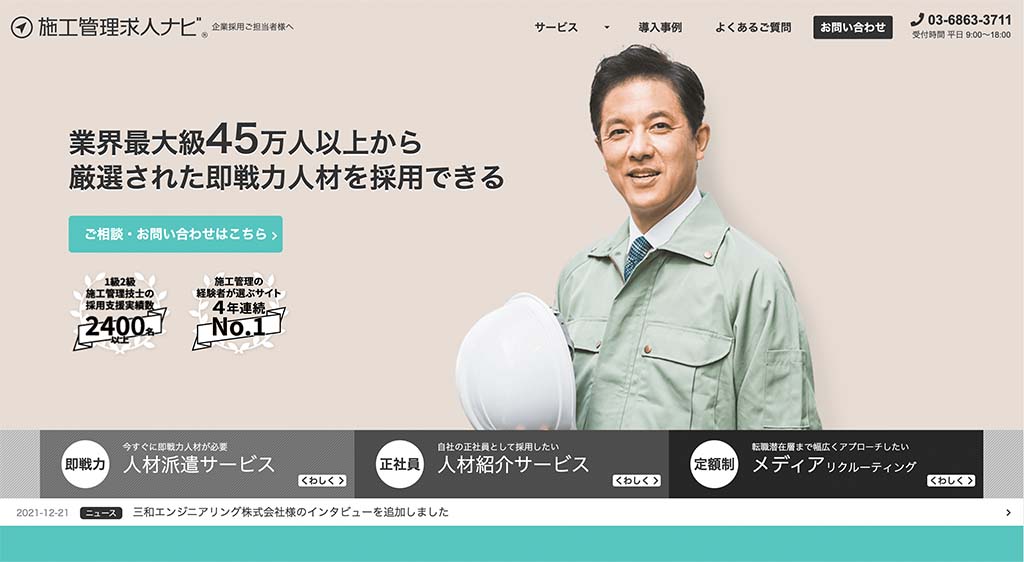 施工管理求人ナビ® 企業採用ご担当者様へ
サービス 導入事例 よくあるご質問 お問い合わせ
03-6863-3711
受付時間 平日 9:00〜18:00
業界最大級45万人以上から
厳選された即戦力人材を採用できる
ご相談・お問い合わせはこちら
1級2級
施工管理技士の
採用支援実績数
2400名
以上
施工管理の
経験者が選ぶサイト
4年連続
No.1
即戦力
今すぐに即戦力人材が必要
人材派遣サービス
くわしく
正社員
自社の正社員として採用したい
人材紹介サービス
くわしく
定額制
転職潜在層まで幅広くアプローチしたい
メディアリクルーティング
くわしく
2021-12-21 ニュース 三和エンジニアリング株式会社様のインタビューを追加しました